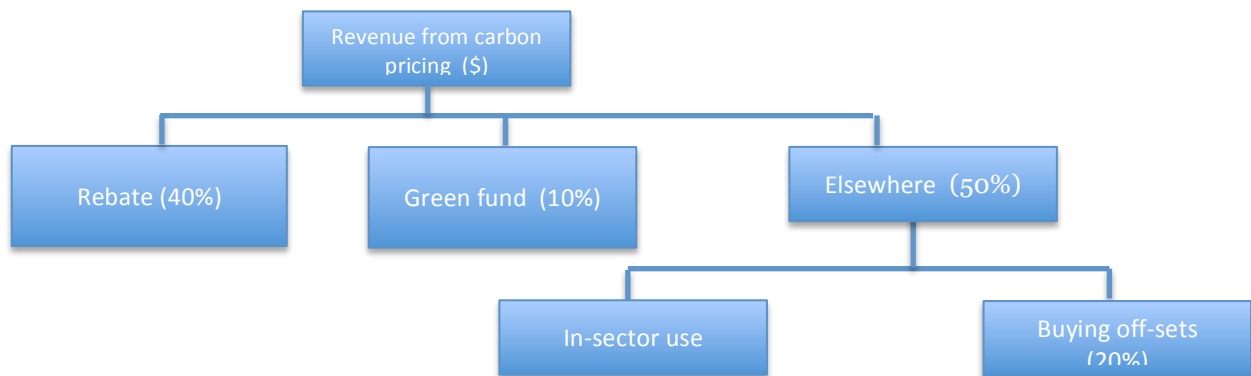 Revenue from carbon
pricing ($)
Rebate (40%)
Green fund (10%)
Elsewhere (50%)
In-sector use
Buying off-sets
(20%)